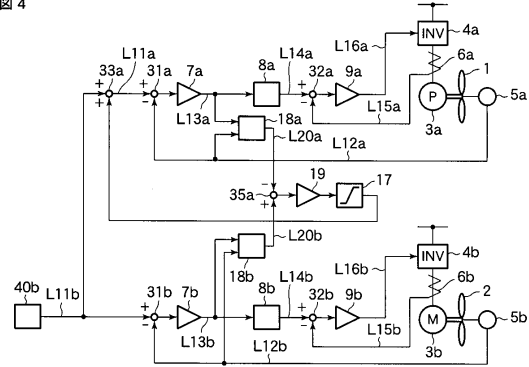 図 4
L11a
33a
31a
7a
L13a
8a
L14a
32a
9a
L16a
INV
4a
6a
1
P
3a
5a
L15a
18a
L20a
L12a
35a
19
17
L20b
18b
40b
L11b
31b
7b
L13b
8b
L14b
32b
9b
L16b
INV
4b
6b
2
M
3b
5b
L15b
L12b
+
+
+
−
+
−
−
+
+
−
+
−